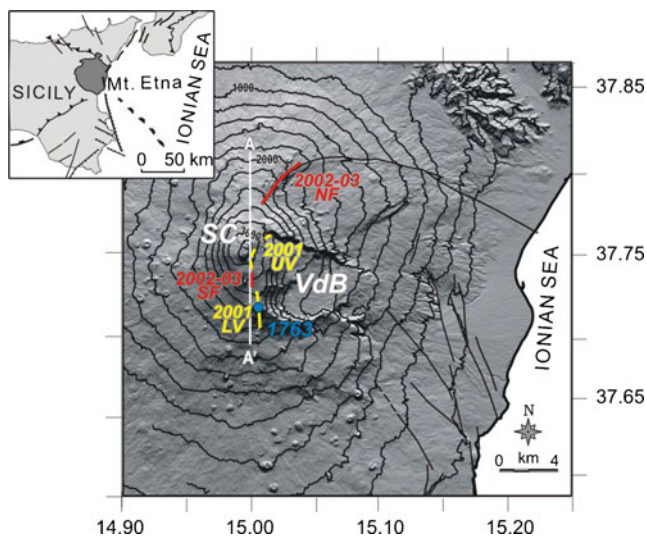 SICILY
Mt. Etna
IONIAN SEA
0 50
km
37.85
37.75
37.65
1000
A
2000
2002-03
NF
SC
2001
UV
2002-03
SF
VdB
2001
LV
1763
A'
IONIAN SEA
N
0 km 4
14.90 15.00 15.10 15.20